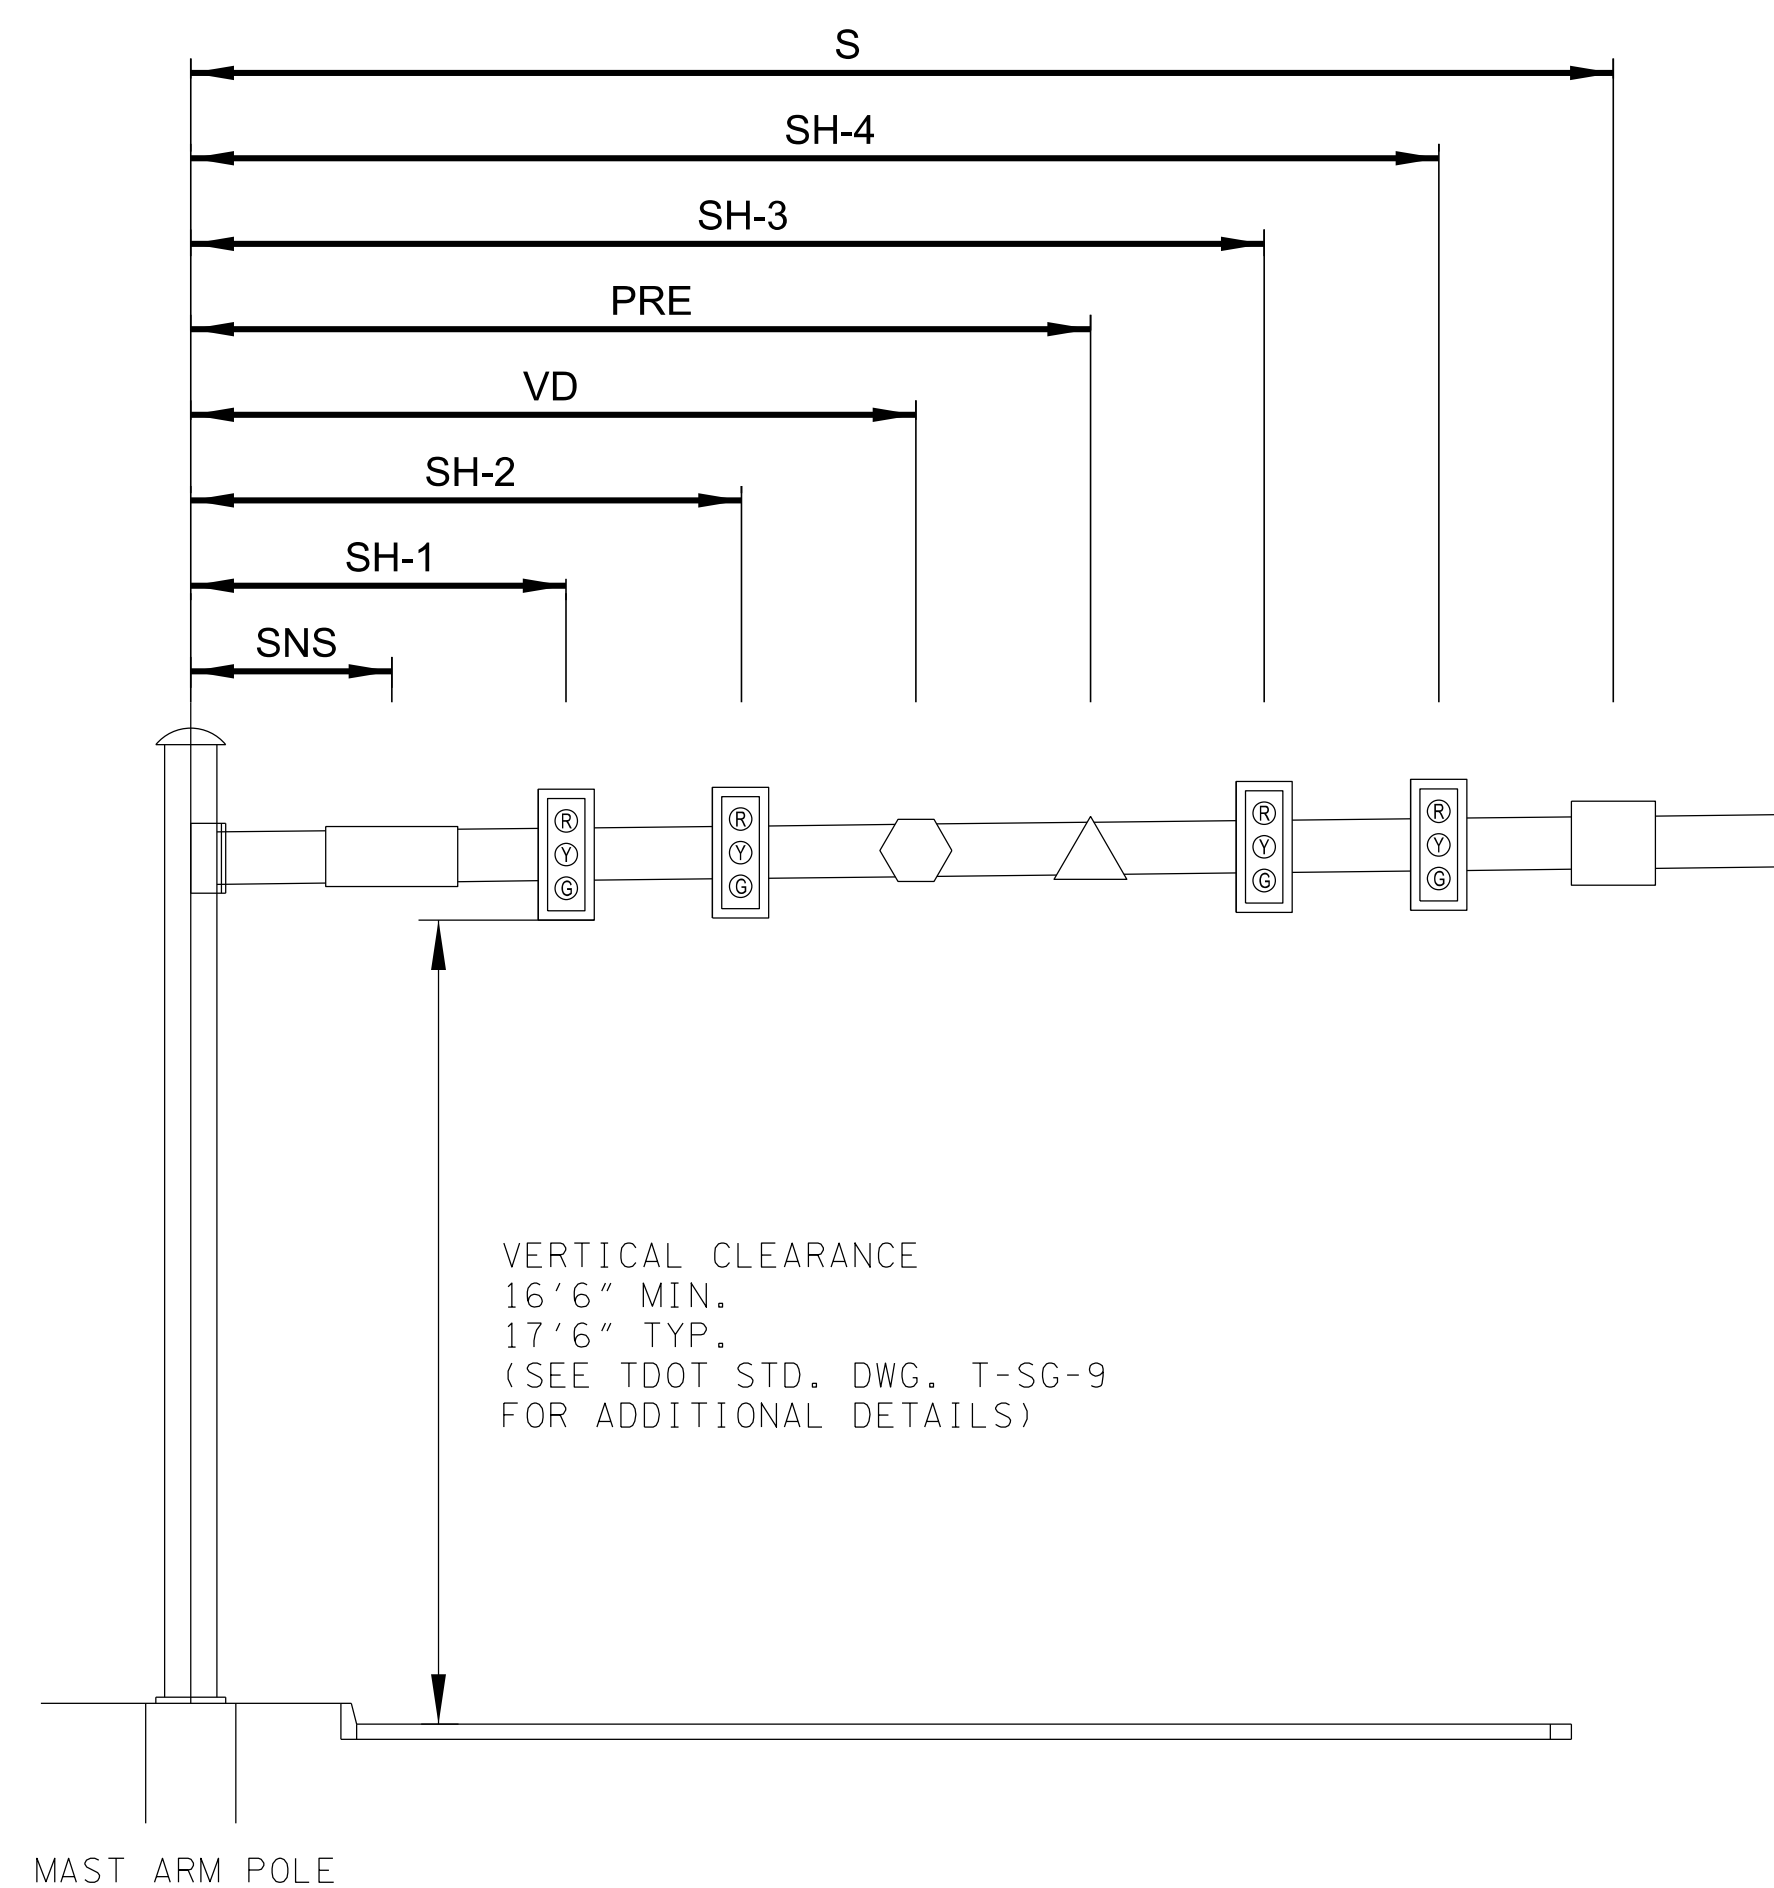 S
SH-4
SH-3
PRE
VD
SH-2
SH-1
SNS
R R R R
Y Y Y Y
G G G G
VERTICAL CLEARANCE
16'6" MIN.
17'6" TYP.
(SEE TDOT STD. DWG. T-SG-9
FOR ADDITIONAL DETAILS)
MAST ARM POLE